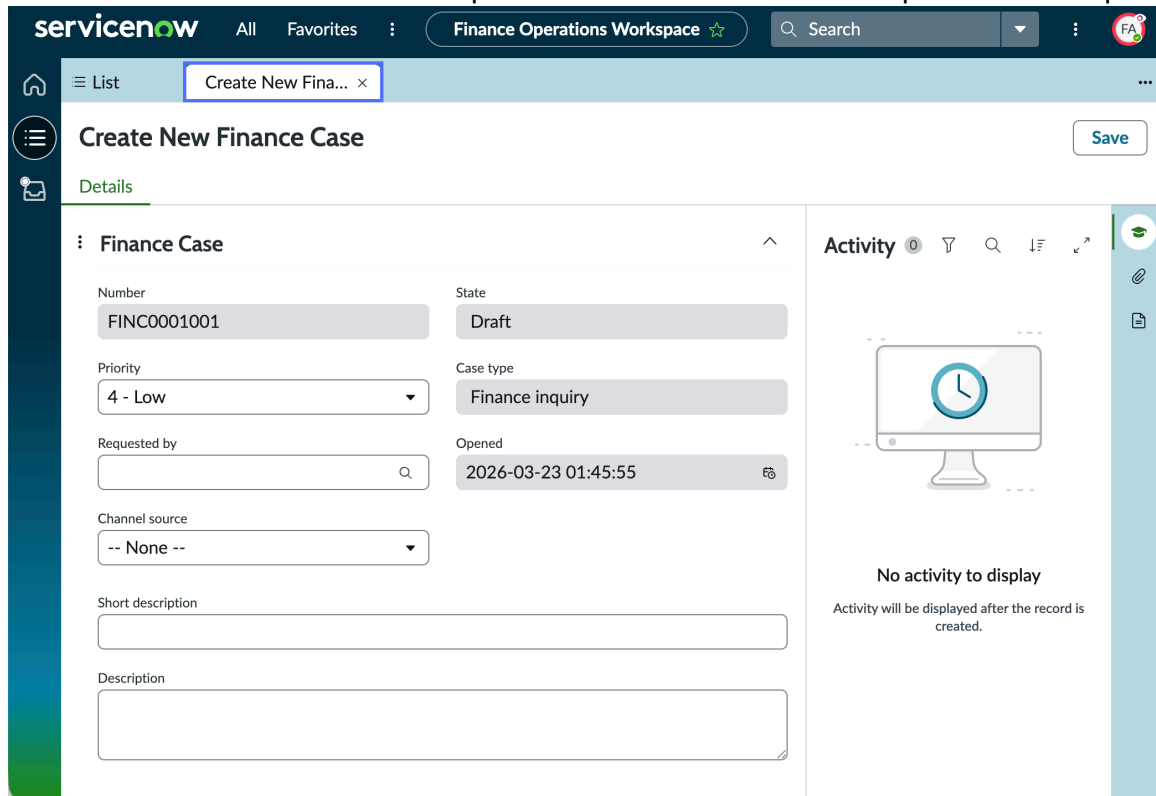 servicenow All Favorites Finance Operations Workspace Search FA
List Create New Fina...
Create New Finance Case Save
Details
Finance Case
Activity 0
Number
FINC0001001
State
Draft
Priority
4 - Low
Case type
Finance inquiry
Requested by
Opened
2026-03-23 01:45:55
Channel source
-- None --
Short description
Description
No activity to display
Activity will be displayed after the record is
created.